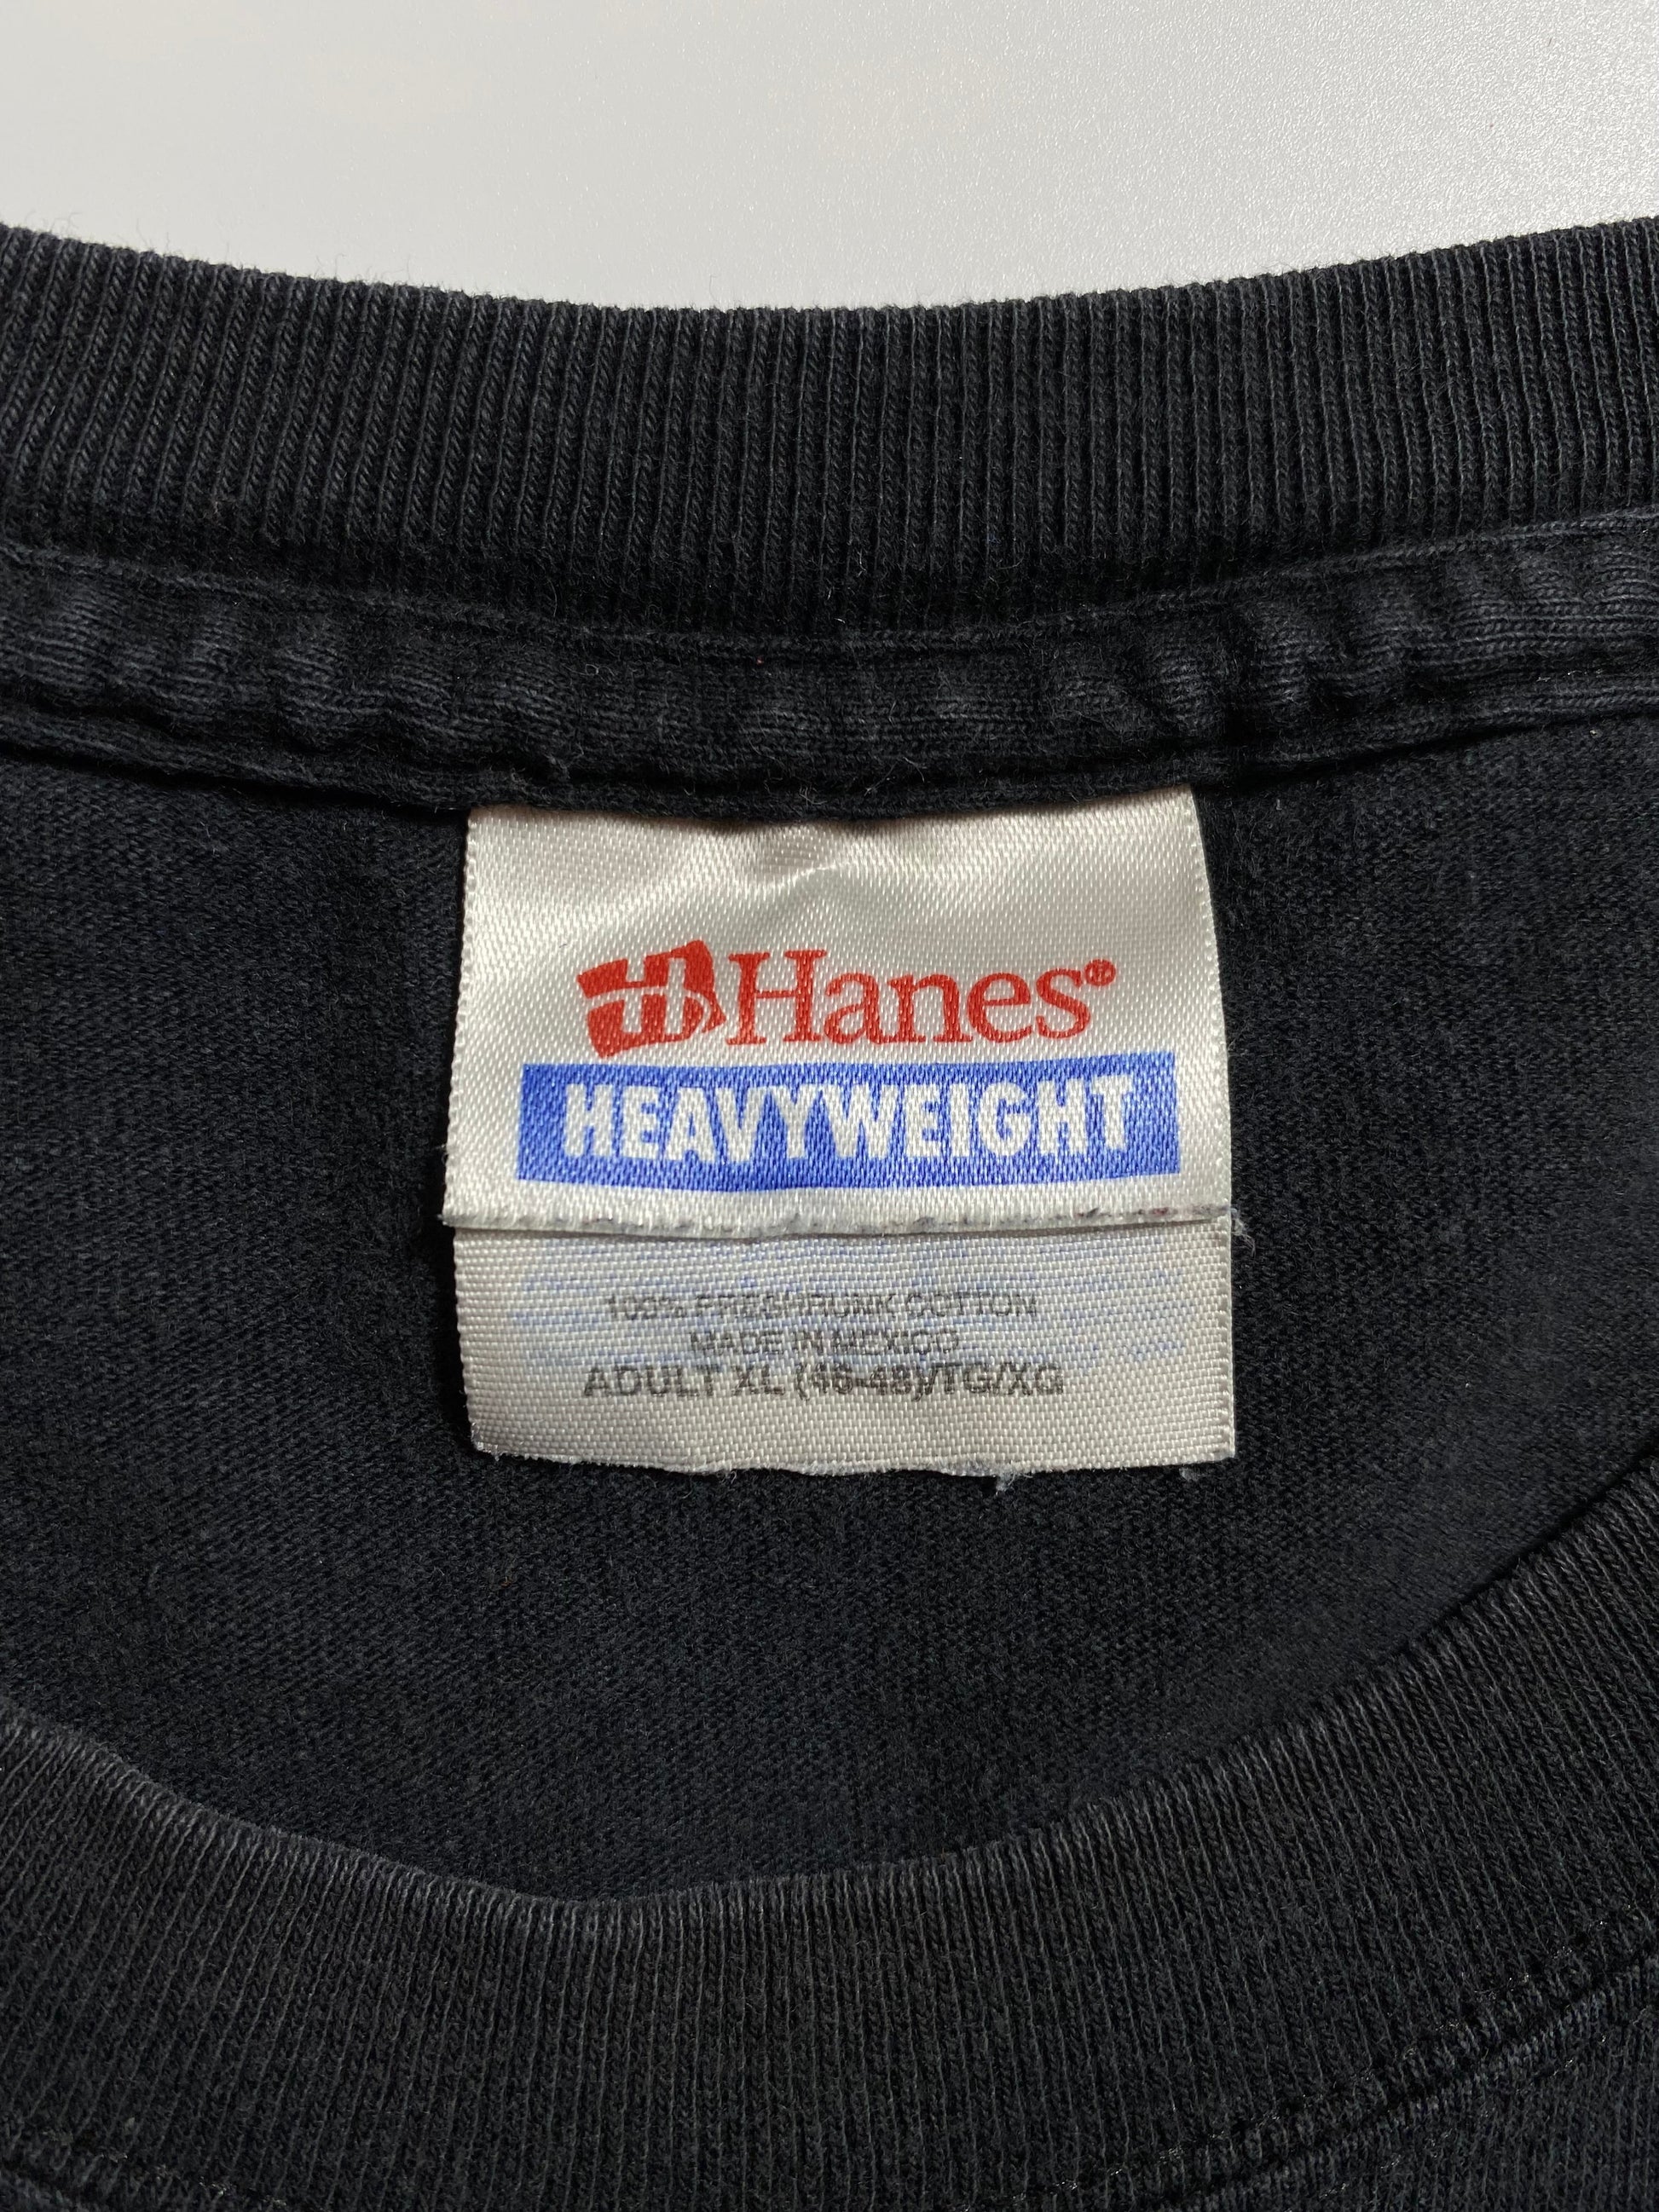 Hanes®
HEAVYWEIGHT
100% PRESHRUNK COTTON
MADE IN MEXICO
ADULT XL (46-48)/TG/XG